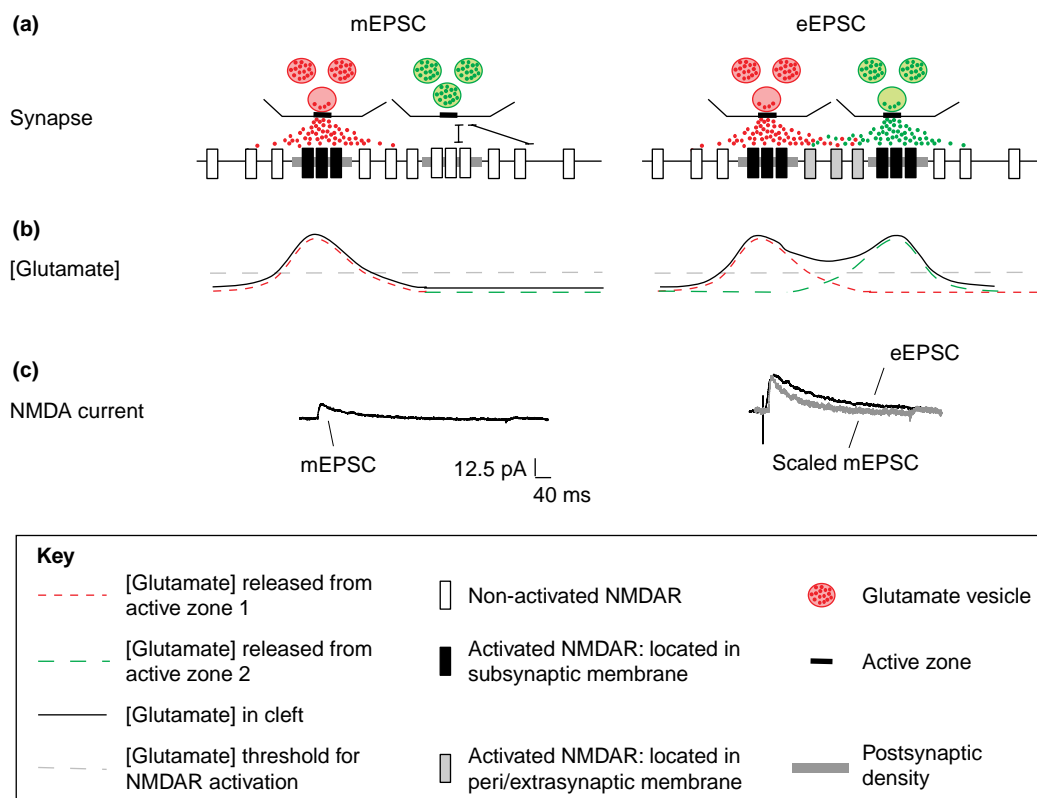 (a)
mEPSC
eEPSC
Synapse
(b)
[Glutamate]
(c)
eEPSC
NMDA current
mEPSC
Scaled mEPSC
12.5 pA
40 ms
Key
[Glutamate] released from
active zone 1
Non-activated NMDAR
Glutamate vesicle
[Glutamate] released from
active zone 2
Activated NMDAR: located in
subsynaptic membrane
Active zone
[Glutamate] in cleft
[Glutamate] threshold for
NMDAR activation
Activated NMDAR: located in
peri/extrasynaptic membrane
Postsynaptic
density